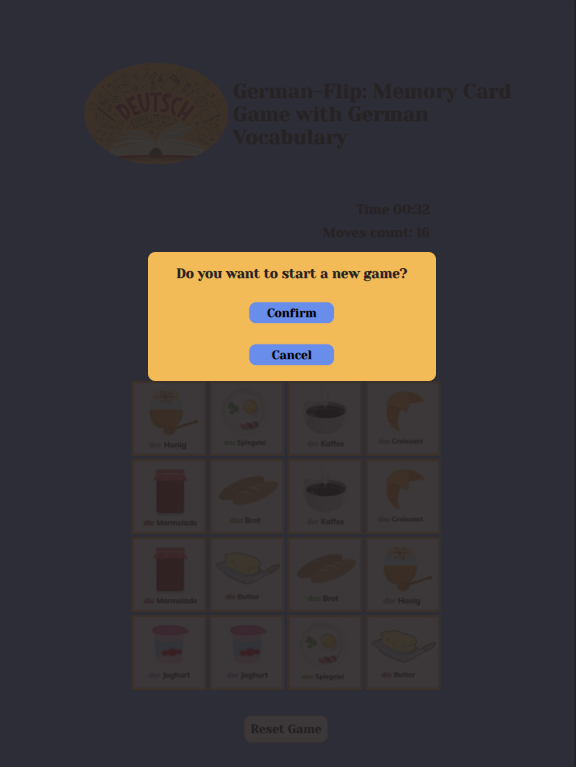 DEUTSCH
German-Flip: Memory Card
Game with German
Vocabulary
Time 00:32
Moves count: 16
Do you want to start a new game?
Confirm
Cancel
der Honig
das Spiegelei
der Kaffee
das Croissant
die Marmelade
das Brot
der Kaffee
das Croissant
die Marmelade
die Butter
das Brot
der Honig
der Joghurt
der Joghurt
das Spiegelei
die Butter
Reset Game